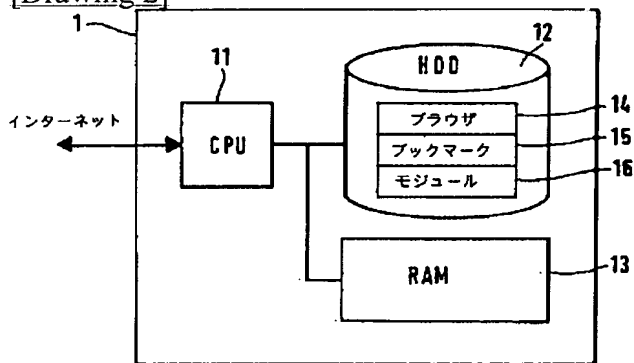 [Drawing 2]
1
11
12
HDD
インターネット
CPU
ブラウザ
14
ブックマーク
15
モジュール
16
RAM
13